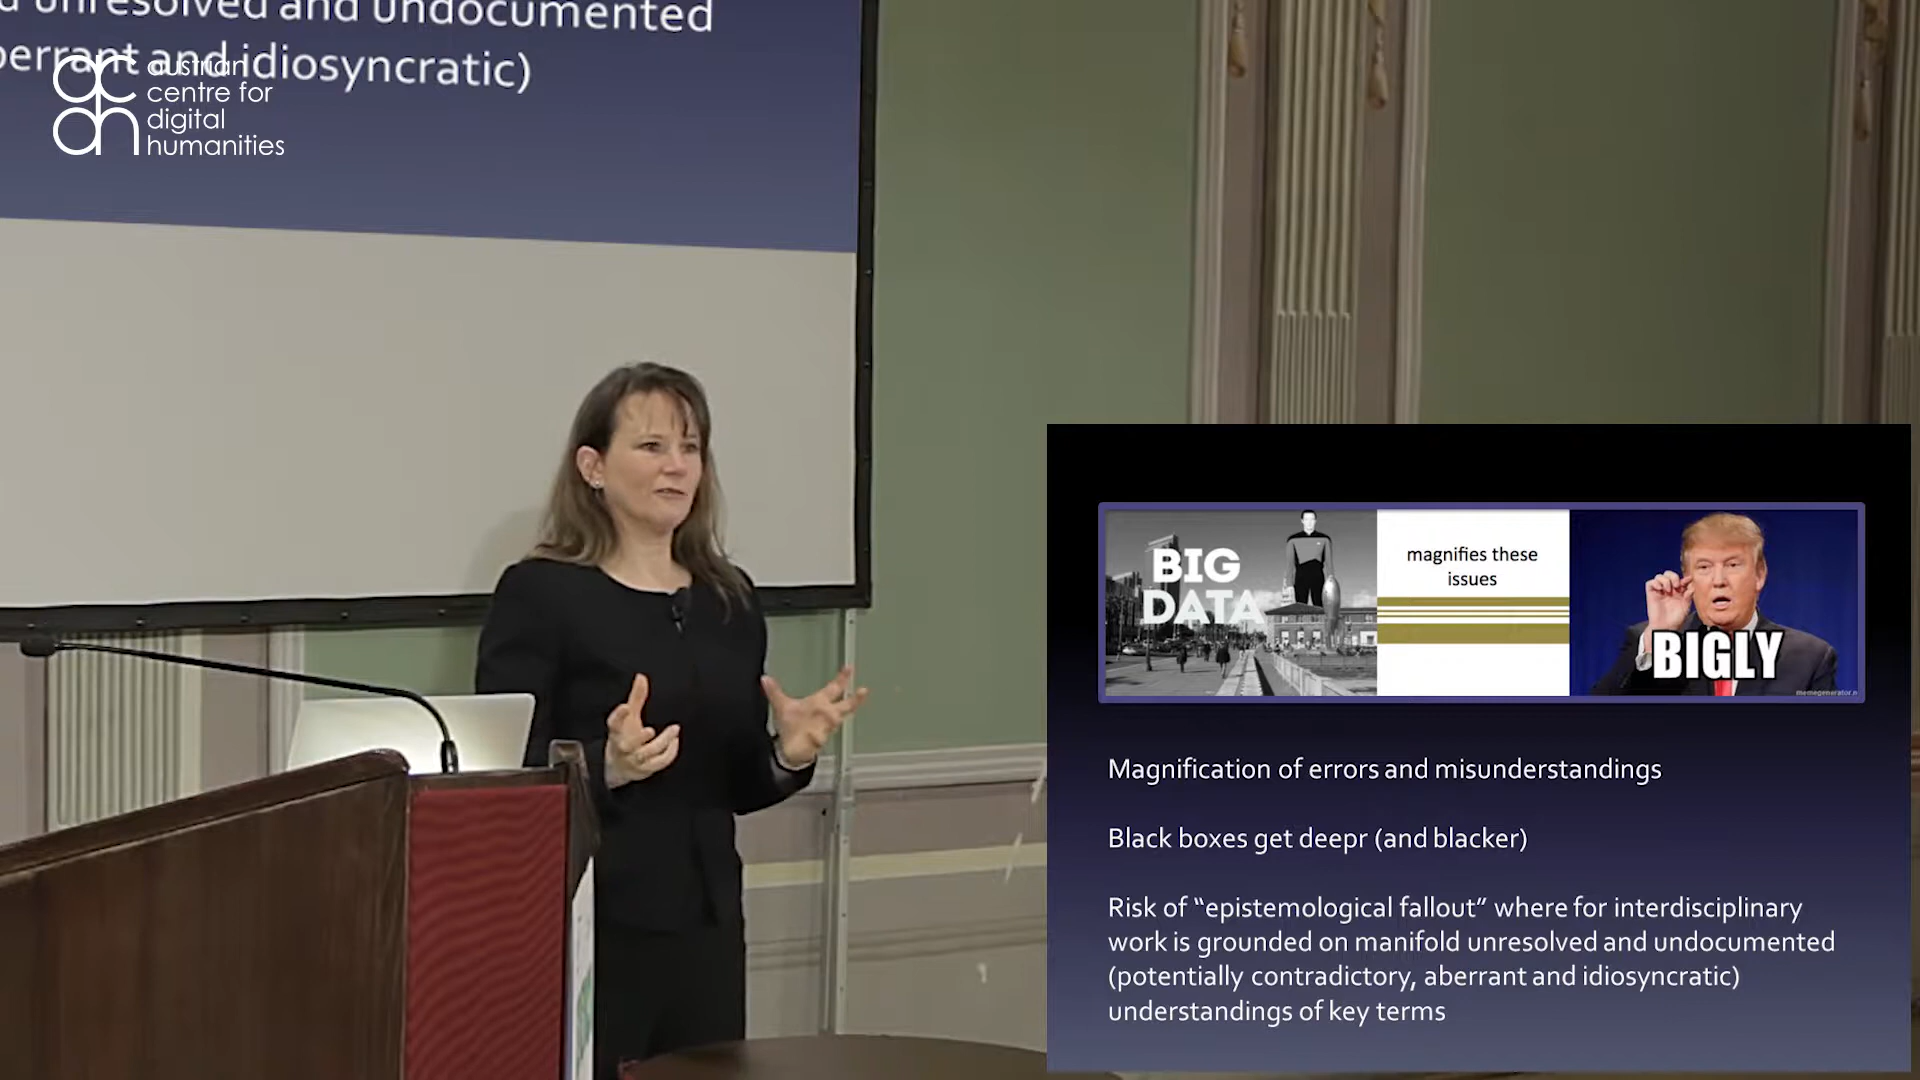 unresolved and undocumented
and idiosyncratic)
austrian
centre for
digital
humanities
BIG
DATA
magnifies these
issues
BIGLY
Magnification of errors and misunderstandings
Black boxes get deepr (and blacker)
Risk of “epistemological fallout” where for interdisciplinary
work is grounded on manifold unresolved and undocumented
(potentially contradictory, aberrant and idiosyncratic)
understandings of key terms